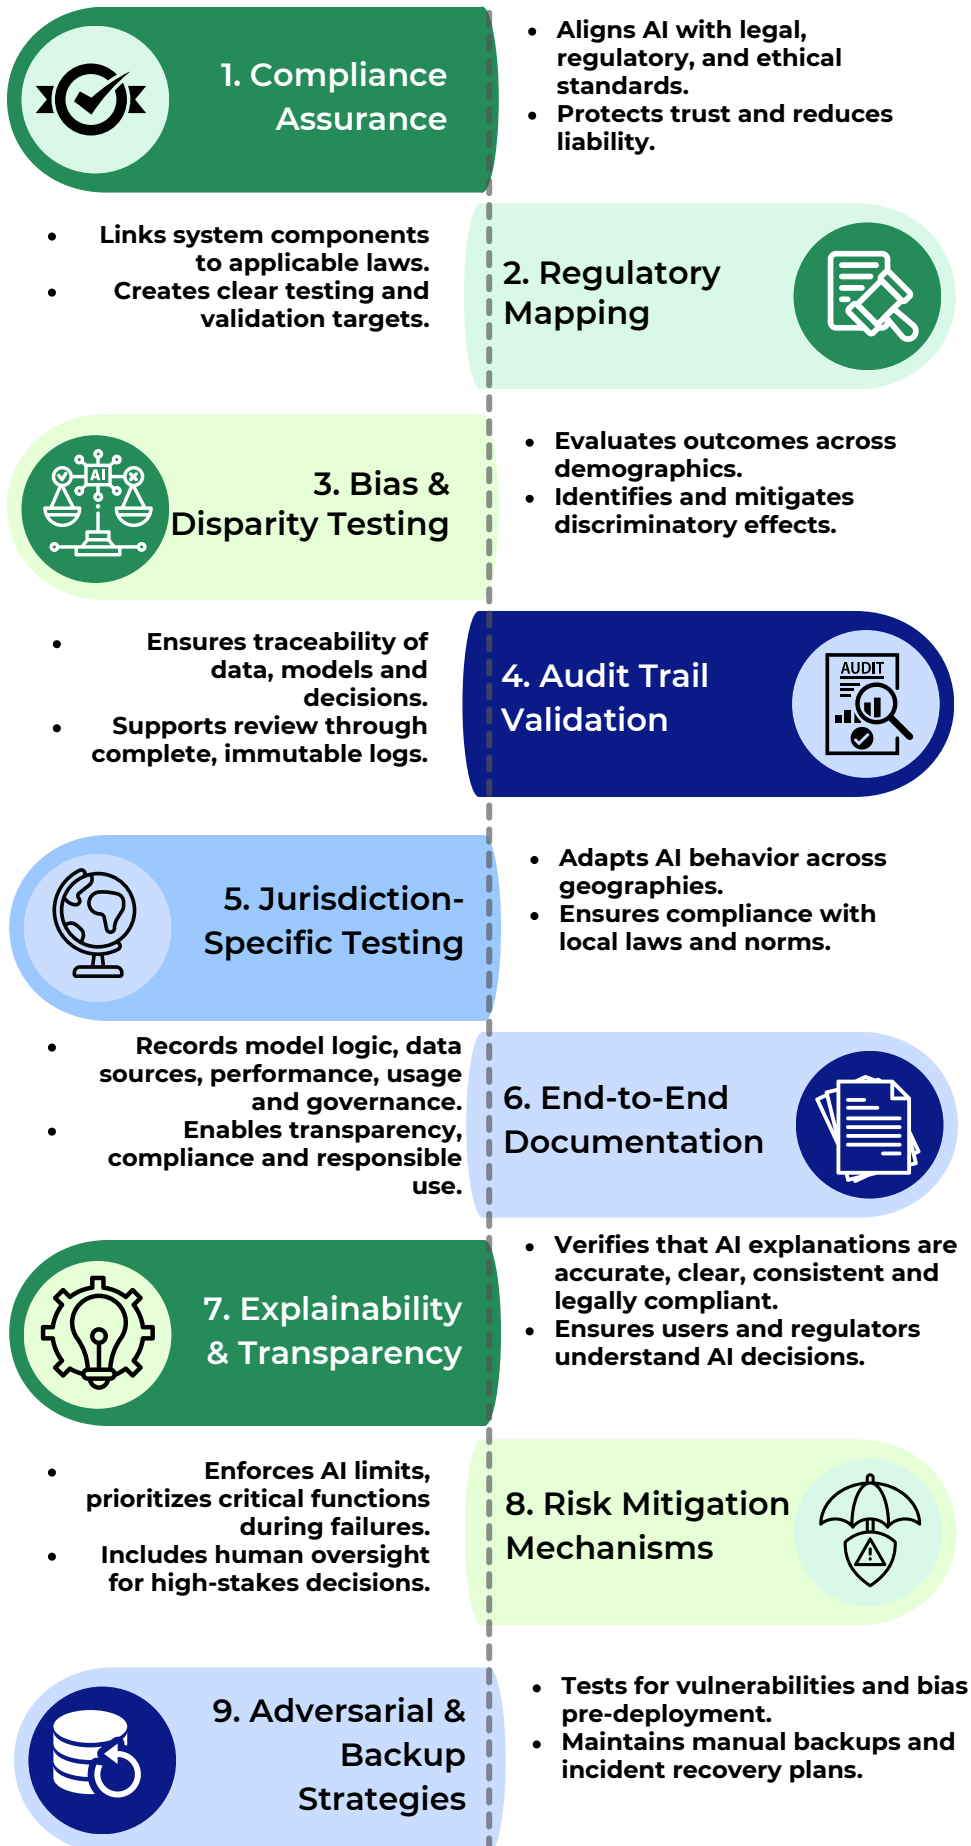 1. Compliance
Assurance
• Aligns AI with legal,
regulatory, and ethical
standards.
• Protects trust and reduces
liability.
• Links system components
to applicable laws.
• Creates clear testing and
validation targets.
2. Regulatory
Mapping
AI
3. Bias &
Disparity Testing
• Evaluates outcomes across
demographics.
• Identifies and mitigates
discriminatory effects.
• Ensures traceability of
data, models and
decisions.
• Supports review through
complete, immutable logs.
4. Audit Trail
Validation
AUDIT
5. Jurisdiction-
Specific Testing
• Adapts AI behavior across
geographies.
• Ensures compliance with
local laws and norms.
• Records model logic, data
sources, performance, usage
and governance.
• Enables transparency,
compliance and responsible
use.
6. End-to-End
Documentation
7. Explainability
& Transparency
• Verifies that AI explanations are
accurate, clear, consistent and
legally compliant.
• Ensures users and regulators
understand AI decisions.
• Enforces AI limits,
prioritizes critical functions
during failures.
• Includes human oversight
for high-stakes decisions.
8. Risk Mitigation
Mechanisms
9. Adversarial &
Backup
Strategies
• Tests for vulnerabilities and bias
pre-deployment.
• Maintains manual backups and
incident recovery plans.